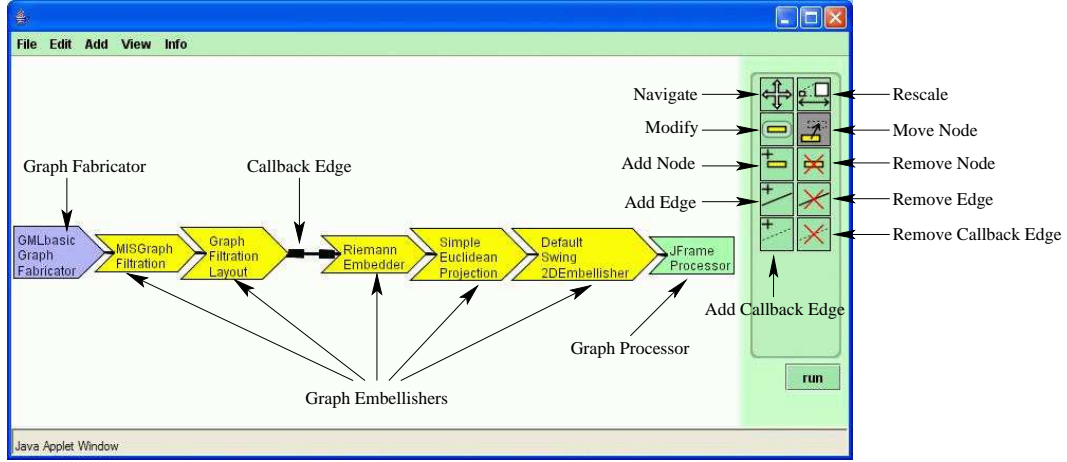 File Edit Add View Info
Navigate
Rescale
Modify
Move Node
Add Node
Remove Node
Add Edge
Remove Edge
Remove Callback Edge
Add Callback Edge
Graph Fabricator
Callback Edge
GMLbasic
Graph
Fabricator
MISGraph
Filtration
Graph
Filtration
Layout
Riemann
Embedder
Simple
Euclidean
Projection
Default
Swing
2DEmbellisher
JFrame
Processor
Graph Processor
Graph Embellishers
run
Java Applet Window